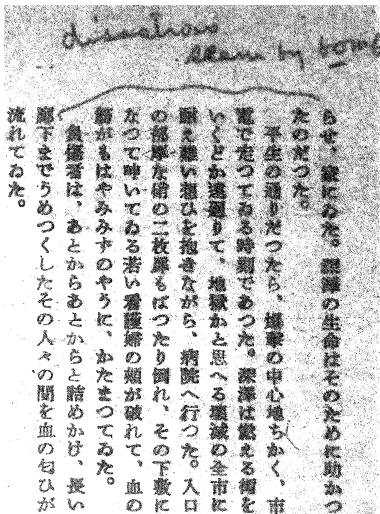 disastrous
scene by bomb
らせ、家にゐた。深澤の生命はそのために助かつ
たのだつた。
平生の通りだつたら、爆撃の中心地ちかく、市
電で走つてゐる時刻であつた。深澤は燃える街を
いくどか遠廻りて、地獄かと思へる壊滅の全市に
耐え難い想ひを抱きながら、病院へ行つた。入口
の部厚な硝の二枚扉もばつたり倒れ、その下敷に
なつて呻いてゐる若い看護婦の頰が破れて、血の
筋がもはやみみずのやうに、かたまつてゐた。
負傷者は、あとからあとからと詰めかけ、長い
廊下までうめつくしたその人々の間を血の匂ひが
流れてゐた。